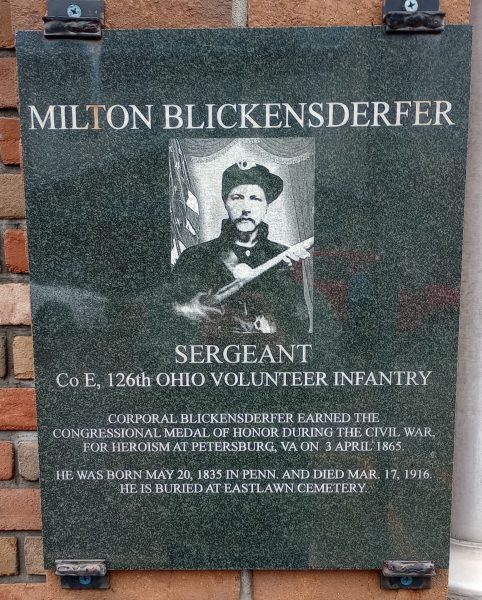 MILTON BLICKENSDERFER
SERGEANT
Co E, 126th OHIO VOLUNTEER INFANTRY
CORPORAL BLICKENSDERFER EARNED THE
CONGRESSIONAL MEDAL OF HONOR DURING THE CIVIL WAR,
FOR HEROISM AT PETERSBURG, VA ON 3 APRIL 1865.
HE WAS BORN MAY 20, 1835 IN PENN. AND DIED MAR. 17, 1916.
HE IS BURIED AT EASTLAWN CEMETERY.